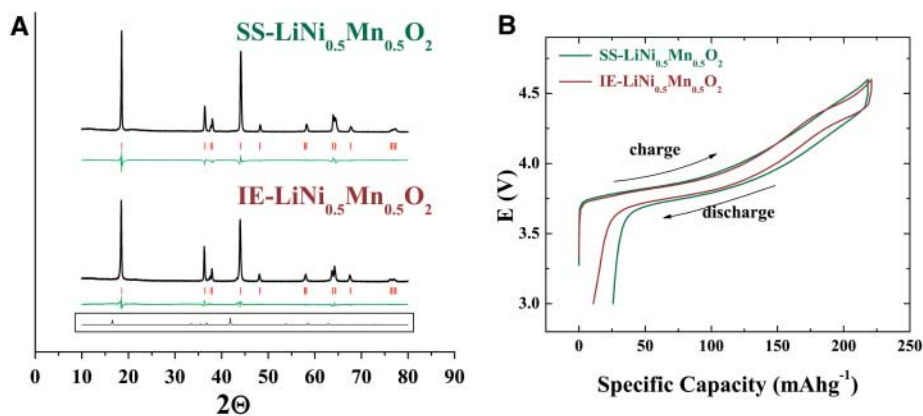 A
SS-LiNi0.5Mn0.5O2
IE-LiNi0.5Mn0.5O2
0 10 20 30 40 50 60 70 80 90
2Θ
B
SS-LiNi0.5Mn0.5O2
IE-LiNi0.5Mn0.5O2
4.5
charge
4.0
discharge
3.5
3.0
E (V)
0 50 100 150 200 250
Specific Capacity (mAhg-1)